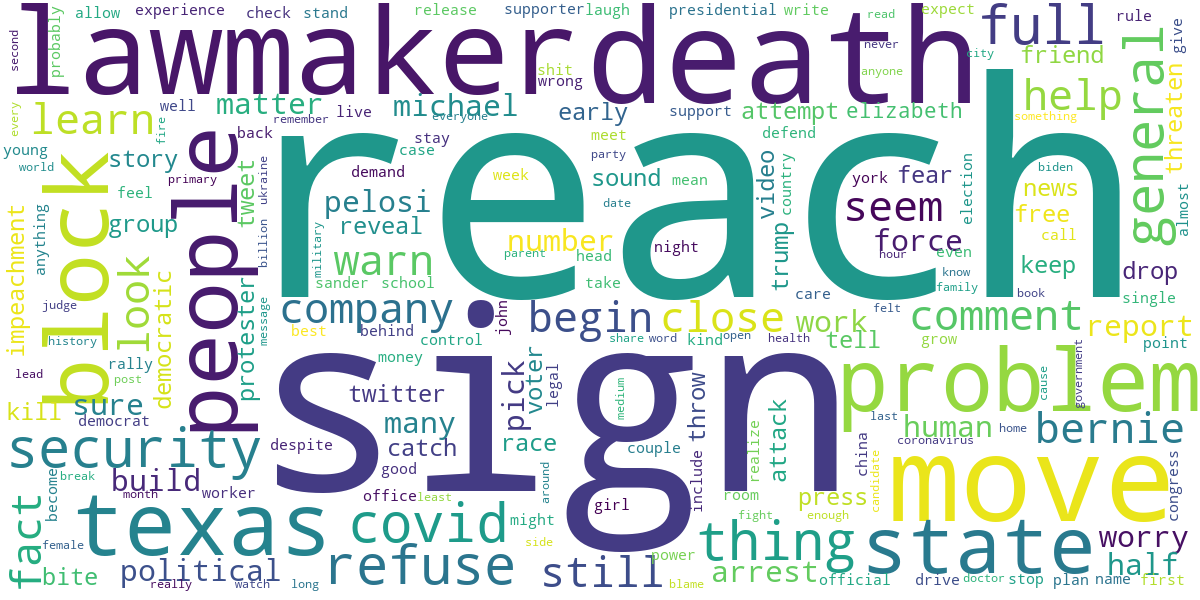 lawmaker
death
reach
sign
second
allow
probably
experience
check
stand
release
supporter
laugh
presidential
write
read
expect
rule
full
friend
city
give
never
anyone
shit
wrong
every
learn
well
fire
matter
remember
live
michael
everyone
early
support
attempt
elizabeth
help
something
general
threaten
young
world
block
story
primary
people
back
tweet
ukraine
stay
case
demand
week
meet
party
sound
mean
defend
video
country
york
fear
election
biden
news
free
call
almost
feel
group
anything
pelosi
reveal
date
seem
impeachment
look
democratic
protester
message
billion
military
warn
number
parent
head
night
trump
force
hour
even
know
family
keep
drop
sander
school
take
care
book
single
judge
history
company
john
begin
close
work
felt
comment
report
best
behind
control
share
word
kind
open
health
tell
grow
point
lead
rally
post
money
problem
cause
government
kill
sure
democrat
twitter
pick
voter
legal
medium
throw
many
catch
race
couple
realize
attack
human
last
coronavirus
home
bernie
security
despite
good
around
include
china
candidate
move
congress
break
become
build
month
worker
office
least
girl
room
press
fight
enough
fact
texas
covid
might
side
thing
state
worry
female
bite
political
really
watch
long
refuse
still
power
blame
arrest
official
drive
doctor
stop
plan
name
half
first